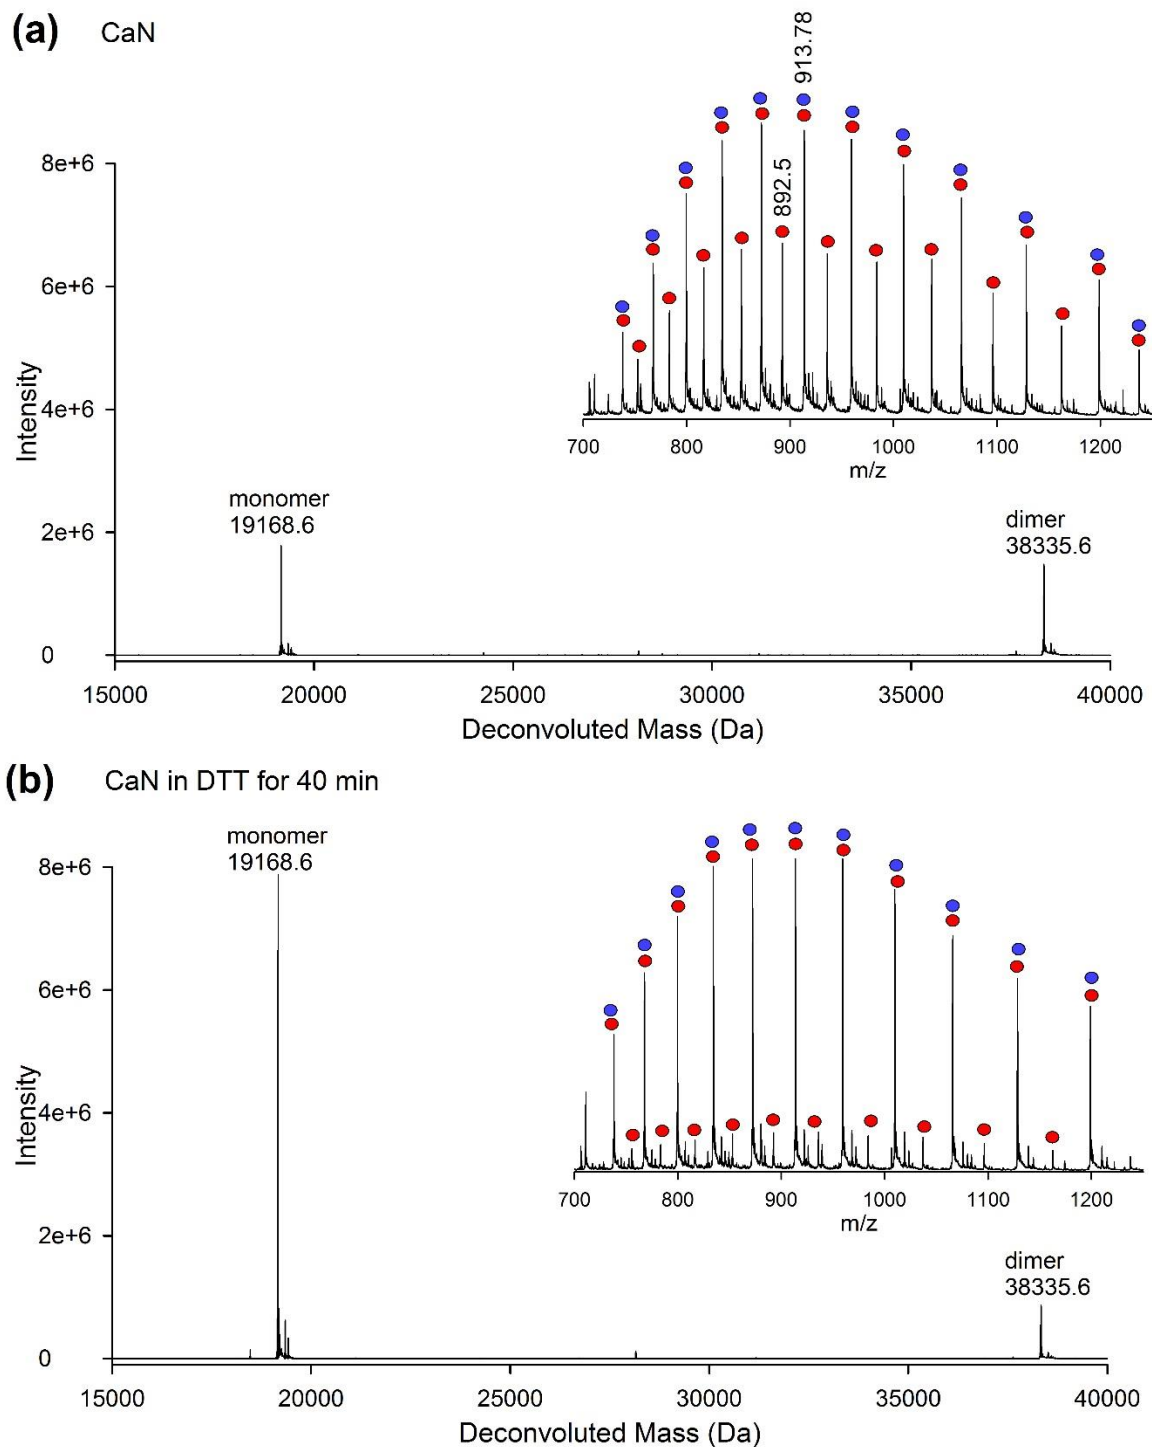 (a) CaN
913.78
892.5
8e+6
6e+6
4e+6
2e+6
0
Intensity
700 800 900 1000 1100 1200
m/z
monomer
19168.6
dimer
38335.6
15000 20000 25000 30000 35000 40000
Deconvoluted Mass (Da)
(b) CaN in DTT for 40 min
monomer
19168.6
8e+6
6e+6
4e+6
2e+6
0
Intensity
700 800 900 1000 1100 1200
m/z
dimer
38335.6
15000 20000 25000 30000 35000 40000
Deconvoluted Mass (Da)